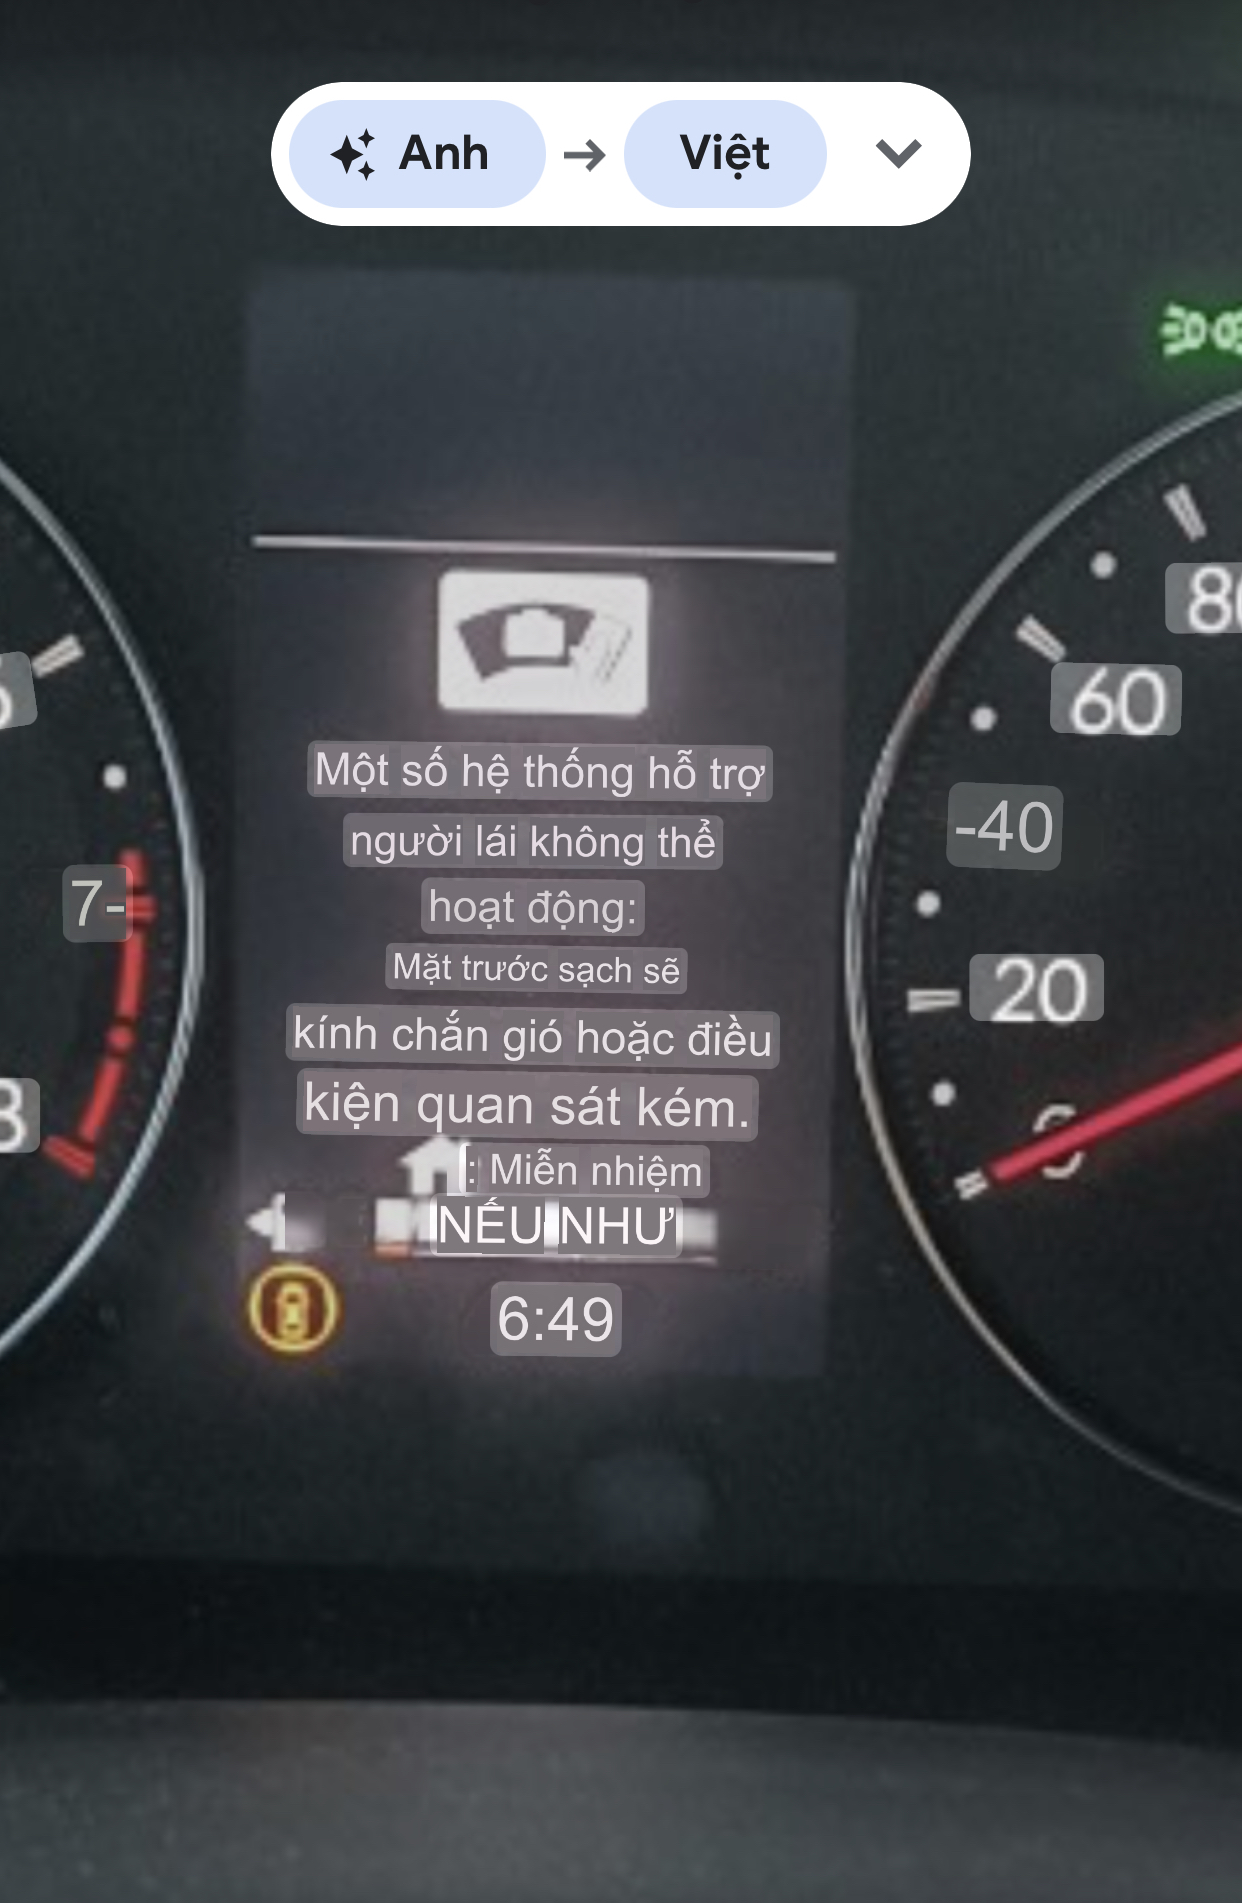 Anh → Việt
80
6
60
Một số hệ thống hỗ trợ
người lái không thể
hoạt động:
-40
7-
Mặt trước sạch sẽ
20
kính chắn gió hoặc điều
kiện quan sát kém.
8
: Miễn nhiệm
NẾU NHƯ
6:49